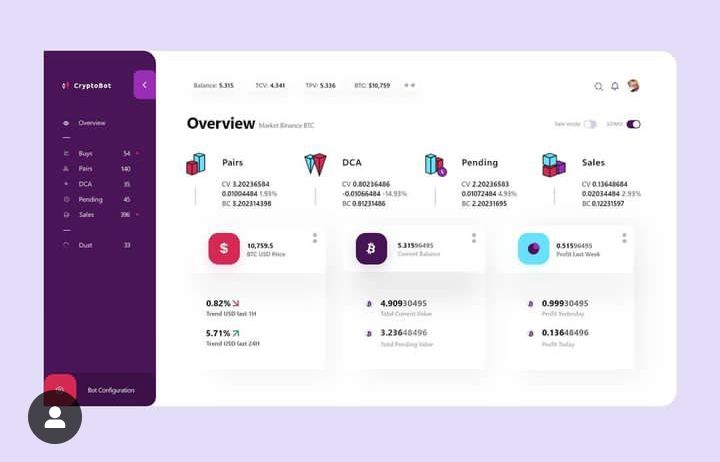 CryptoBot
Overview
Buys 54
Pairs 140
DCA 35
Pending 45
Sales 396
Dust 33
Bot Configuration
Balance: 5.315 TCV: 4.341 TPV: 5.336 BTC: $10,759
Overview Market Binance BTC
Safe mode SOM3
Pairs
CV 3.20236584
0.01004484 1.93%
BC 3.202314398
DCA
CV 0.80236486
-0.01066484 -14.93%
BC 0.81231486
Pending
CV 2.20236583
0.01072484 4.93%
BC 2.20231695
Sales
CV 0.13648684
0.02034484 2.93%
BC 0.12231597
$
10,759.5
BTC USD Price
0.82%
Trend USD last 1H
5.71%
Trend USD last 24H
5.31596495
Current Balance
4.90930495
Total Current Value
3.23648496
Total Pending Value
0.51596495
Profit Last Week
0.99930495
Profit Yesterday
0.13648496
Profit Today